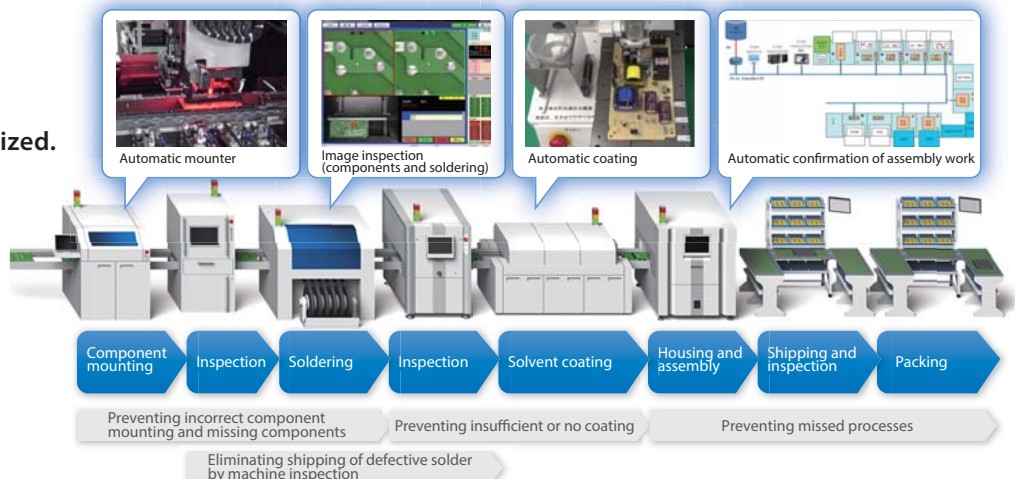 ized.
Automatic mounter
Image inspection
(components and soldering)
Automatic coating
Automatic confirmation of assembly work
Component
mounting
Inspection
Soldering
Inspection
Solvent coating
Housing and
assembly
Shipping and
inspection
Packing
Preventing incorrect component
mounting and missing components
Preventing insufficient or no coating
Preventing missed processes
Eliminating shipping of defective solder
by machine inspection